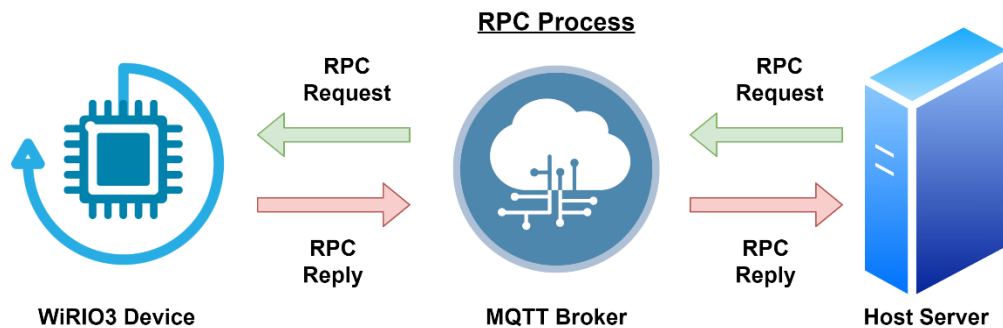 RPC Process
RPC
Request
RPC
Request
RPC
Reply
RPC
Reply
WiRIO3 Device
MQTT Broker
Host Server